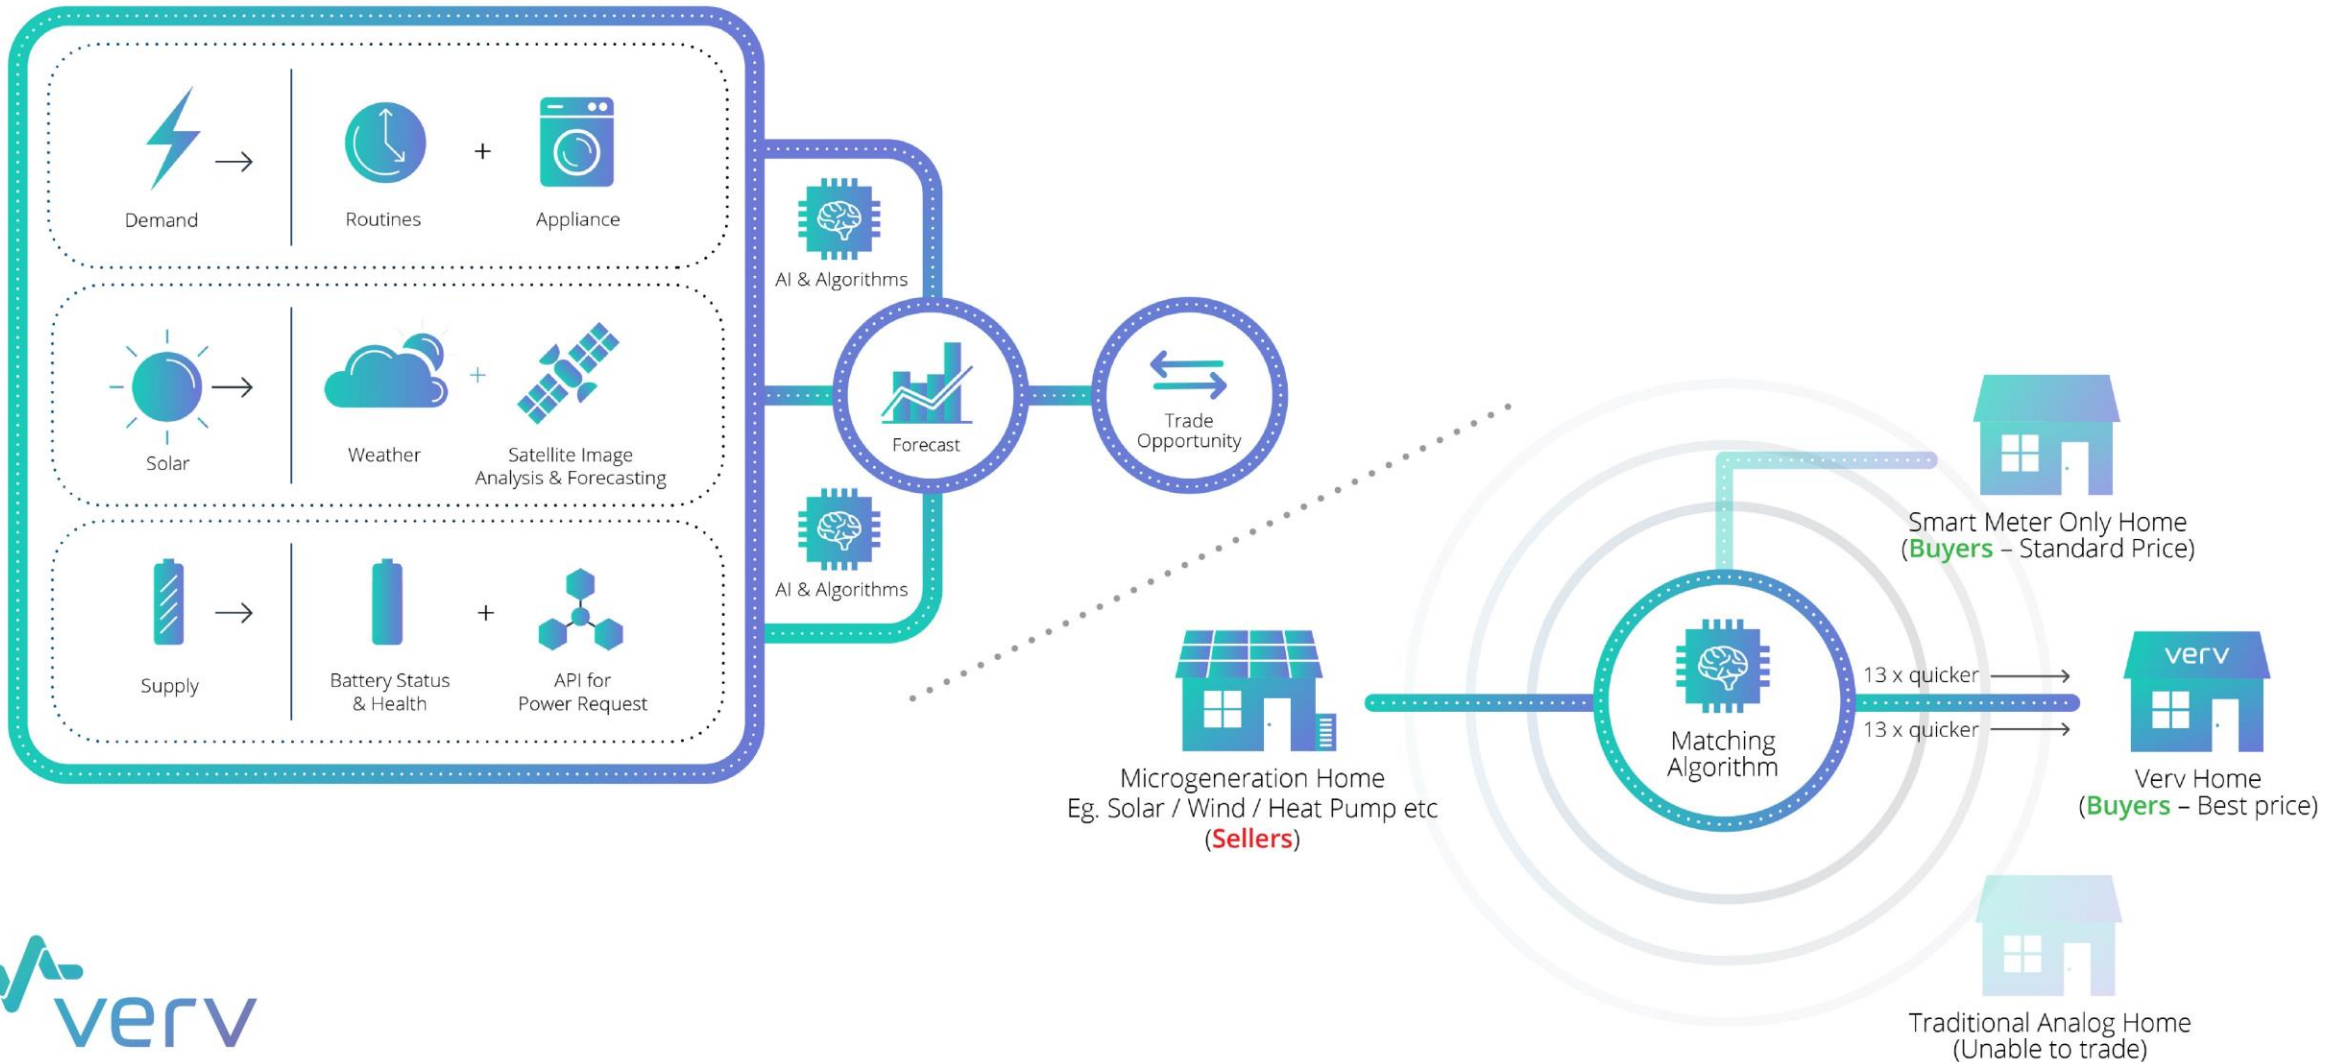 Demand
Routines
+
Appliance
Solar
Weather
+
Satellite Image
Analysis & Forecasting
Supply
Battery Status
& Health
+
API for
Power Request
AI & Algorithms
Forecast
AI & Algorithms
Trade
Opportunity
Microgeneration Home
Eg. Solar / Wind / Heat Pump etc
(Sellers)
Matching
Algorithm
13 x quicker
13 x quicker
Smart Meter Only Home
(Buyers – Standard Price)
verv
Verv Home
(Buyers – Best price)
Traditional Analog Home
(Unable to trade)
verv